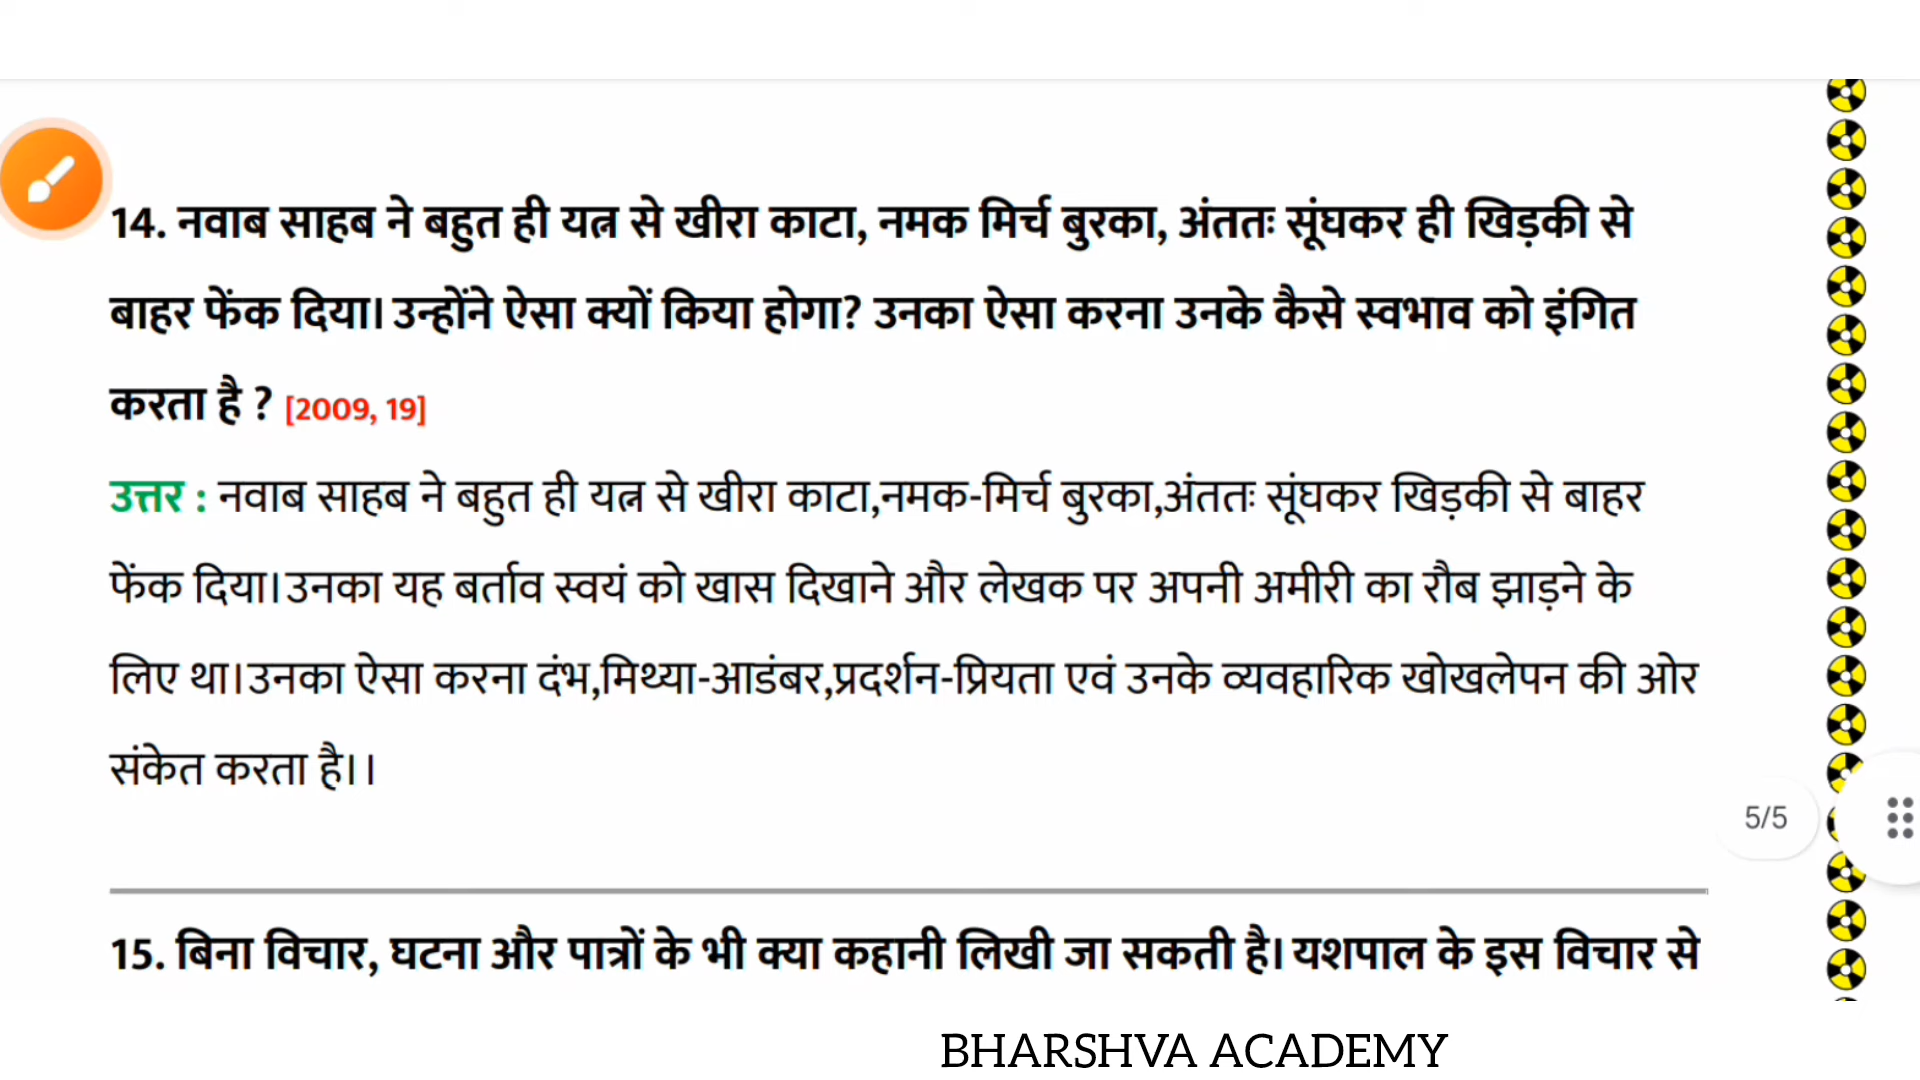 14. नवाब साहब ने बहुत ही यत्न से खीरा काटा, नमक मिर्च बुरका, अंततः सूंघकर ही खिड़की से
बाहर फेंक दिया। उन्होंने ऐसा क्यों किया होगा? उनका ऐसा करना उनके कैसे स्वभाव को इंगित
करता है ? [2009, 19]
उत्तर : नवाब साहब ने बहुत ही यत्न से खीरा काटा,नमक-मिर्च बुरका,अंततः सूंघकर खिड़की से बाहर
फेंक दिया।उनका यह बर्ताव स्वयं को खास दिखाने और लेखक पर अपनी अमीरी का रौब झाड़ने के
लिए था।उनका ऐसा करना दंभ,मिथ्या-आडंबर,प्रदर्शन-प्रियता एवं उनके व्यवहारिक खोखलेपन की ओर
संकेत करता है।।
5/5
15. बिना विचार, घटना और पात्रों के भी क्या कहानी लिखी जा सकती है। यशपाल के इस विचार से
BHARSHVA ACADEMY